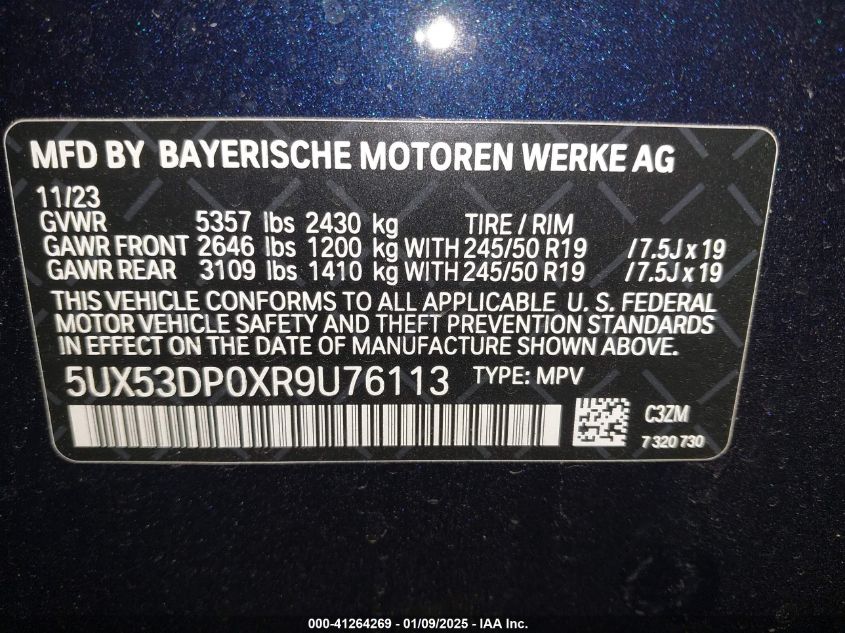 MFD BY BAYERISCHE MOTOREN WERKE AG
11/23
GVWR 5357 lbs 2430 kg TIRE / RIM
GAWR FRONT 2646 lbs 1200 kg WITH 245/50 R19 / 7.5J x 19
GAWR REAR 3109 lbs 1410 kg WITH 245/50 R19 / 7.5J x 19
THIS VEHICLE CONFORMS TO ALL APPLICABLE U. S. FEDERAL
MOTOR VEHICLE SAFETY AND THEFT PREVENTION STANDARDS
IN EFFECT ON THE DATE OF MANUFACTURE SHOWN ABOVE.
5UX53DP0XR9U76113 TYPE: MPV
C3ZM
7 320 730
000-41264269 - 01/09/2025 - IAA Inc.